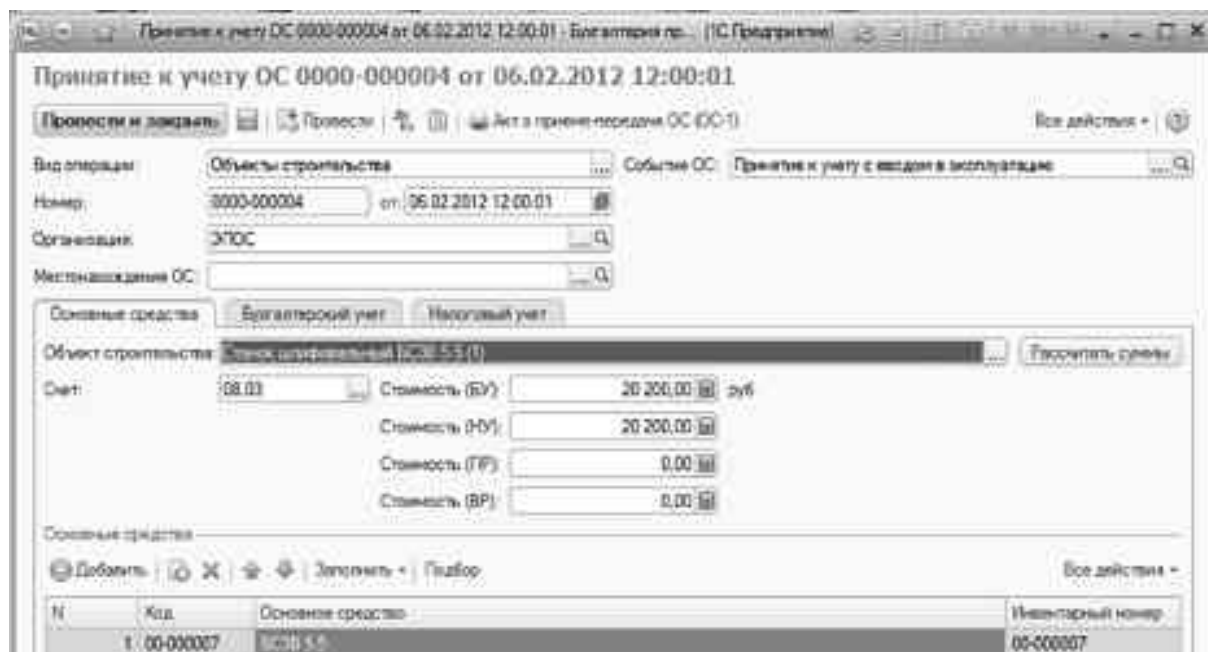 Принятие к учету ОС 0000-000004 от 06.02.2012 12:00:01 - Бухгалтерия пр... (1С:Предприятие)
Принятие к учету ОС 0000-000004 от 06.02.2012 12:00:01
Провести и закрыть Провести Акт о приеме-передаче ОС (ОС-1) Все действия
Вид операции: Объекты строительства ... Событие ОС: Принятие к учету с вводом в эксплуатацию ...
Номер: 0000-000004 от: 06.02.2012 12:00:01
Организация: ЭПОС ...
Местонахождение ОС: ...
Основные средства Бухгалтерский учет Налоговый учет
Объект строительства: Станок шлифовальный (1) ... Рассчитать суммы
Счет: 08.03 ... Стоимость (БУ): 20 200,00 руб
Стоимость (НУ): 20 200,00
Стоимость (ПР): 0,00
Стоимость (ВР): 0,00
Основные средства
Добавить Заполнить Подбор Все действия
N Код Основное средство Инвентарный номер
1 00-000007 00-000007